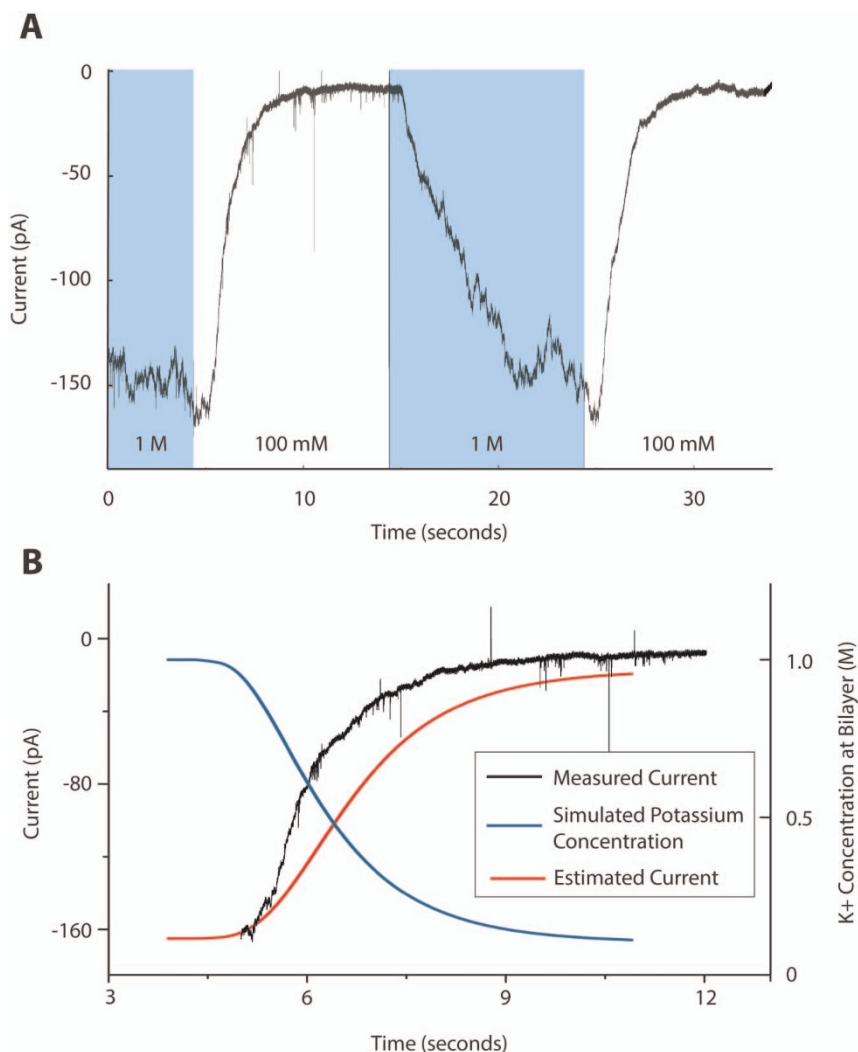 A
0
-50
-100
-150
Current (pA)
1 M
100 mM
1 M
100 mM
0
10
20
30
Time (seconds)
B
0
-80
-160
Current (pA)
1.0
0.5
0
K+ Concentration at Bilayer (M)
Measured Current
Simulated Potassium
Concentration
Estimated Current
3
6
9
12
Time (seconds)